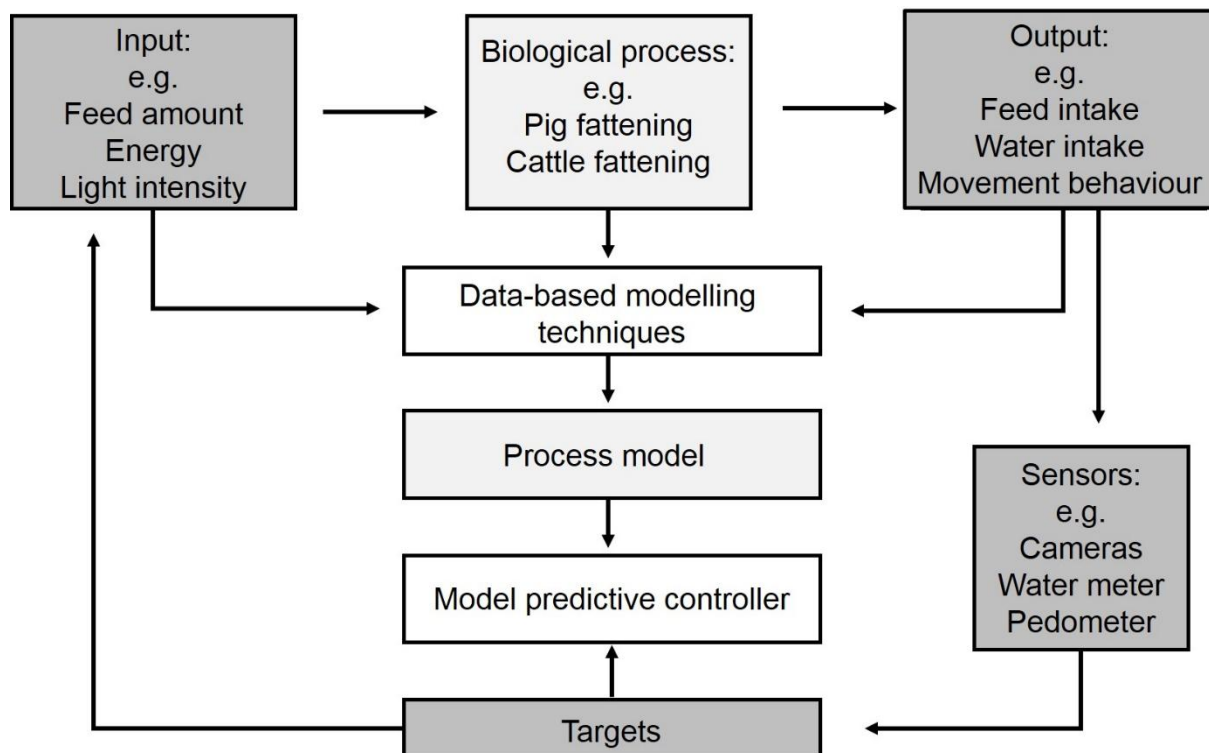 Input:
e.g.
Feed amount
Energy
Light intensity
Biological process:
e.g.
Pig fattening
Cattle fattening
Output:
e.g.
Feed intake
Water intake
Movement behaviour
Data-based modelling
techniques
Process model
Sensors:
e.g.
Cameras
Water meter
Pedometer
Model predictive controller
Targets